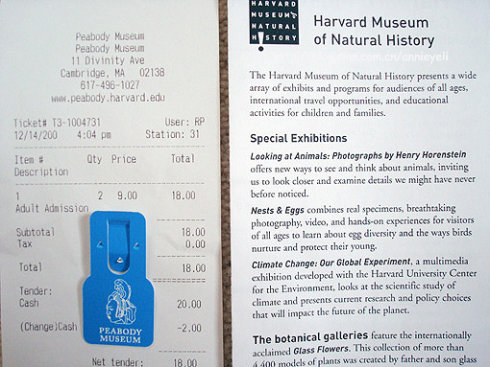 Peabody Museum
Peabody Museum
11 Divinity Ave
Cambridge, MA 02138
617-496-1027
www.peabody.harvard.edu
Ticket# T3-1004731 User: RP
12/14/200 4:04 pm Station: 31
Item # Qty Price Total
Description
1 2 9.00 18.00
Adult Admission
Subtotal 18.00
Tax 0.00
Total 18.00
Tender:
Cash 20.00
(Change)Cash -2.00
Net tender: 18.00
PEABODY
MUSEUM
HARVARD
MUSEUM OF
NATURAL
HISTORY
Harvard Museum
of Natural History
The Harvard Museum of Natural History presents a wide
array of exhibits and programs for audiences of all ages,
international travel opportunities, and educational
activities for children and families.
Special Exhibitions
Looking at Animals: Photographs by Henry Horenstein
offers new ways to see and think about animals, inviting
us to look closer and examine details we might have never
before noticed.
Nests & Eggs combines real specimens, breathtaking
photography, video, and hands-on experiences for visitors
of all ages to learn about egg diversity and the ways birds
nurture and protect their young.
Climate Change: Our Global Experiment, a multimedia
exhibition developed with the Harvard University Center
for the Environment, looks at the scientific study of
climate and presents current research and policy choices
that will impact the future of the planet.
The botanical galleries feature the internationally
acclaimed Glass Flowers. This collection of more than
4,400 models of plants was created by father and son glass